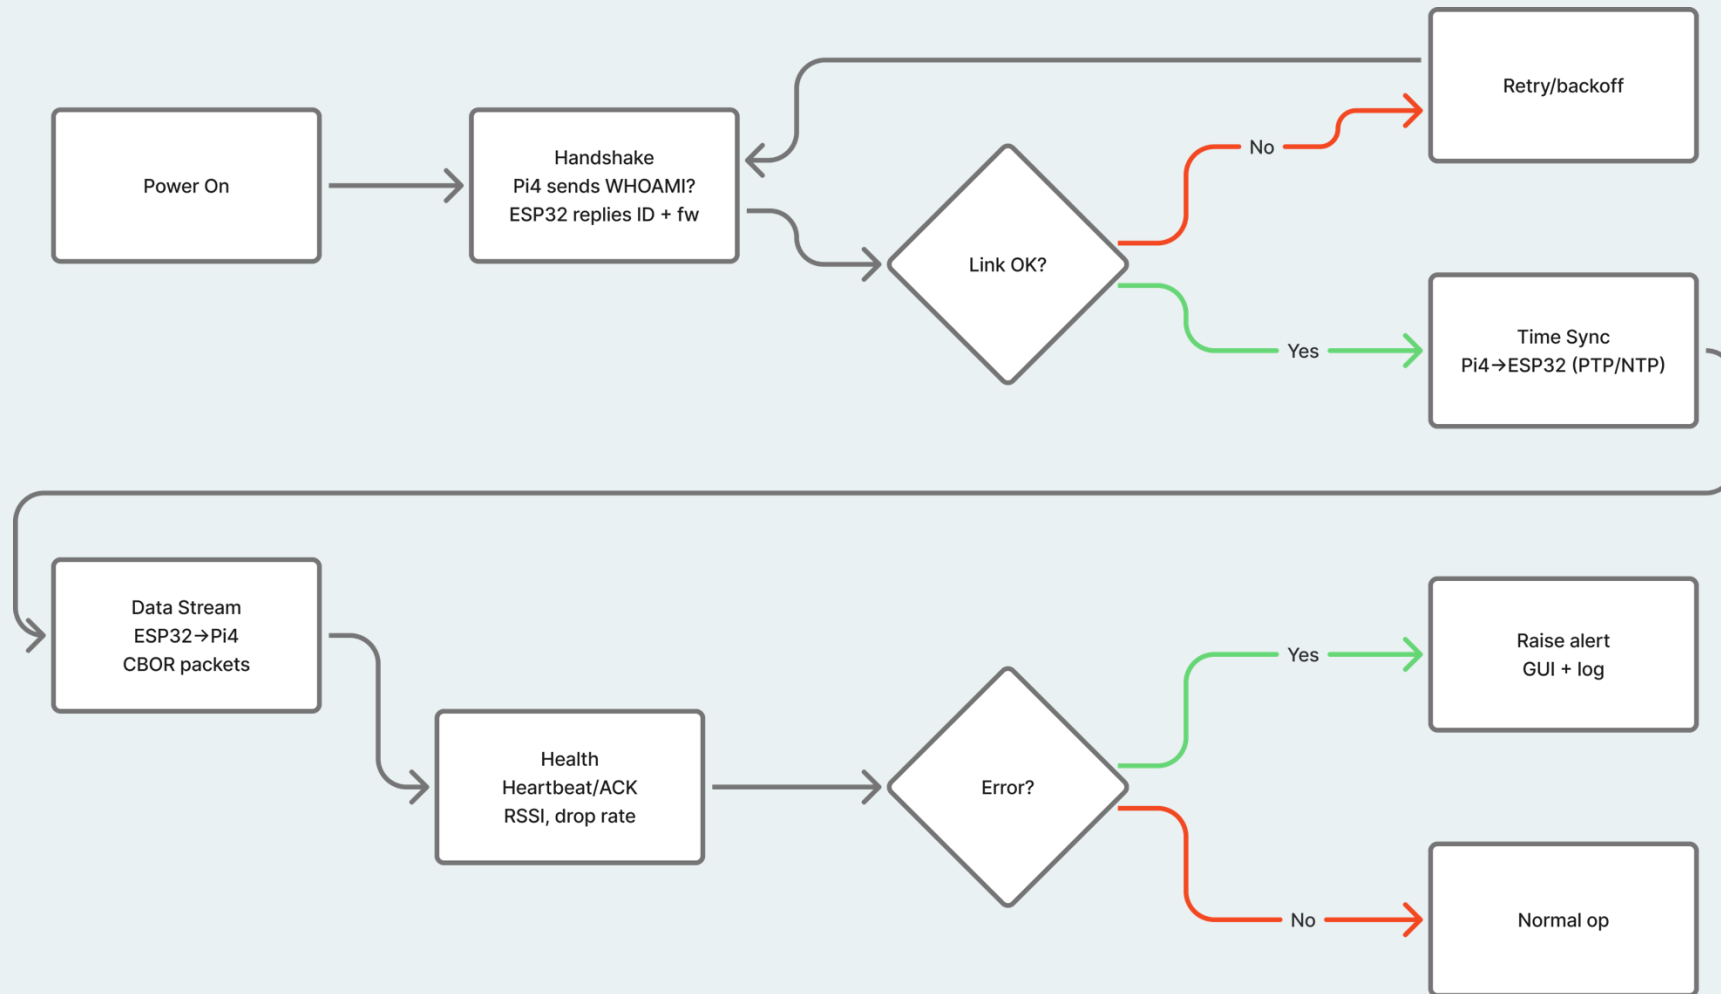 Power On
Handshake
Pi4 sends WHOAMI?
ESP32 replies ID + fw
Link OK?
No
Retry/backoff
Yes
Time Sync
Pi4→ESP32 (PTP/NTP)
Data Stream
ESP32→Pi4
CBOR packets
Health
Heartbeat/ACK
RSSI, drop rate
Error?
Yes
Raise alert
GUI + log
No
Normal op